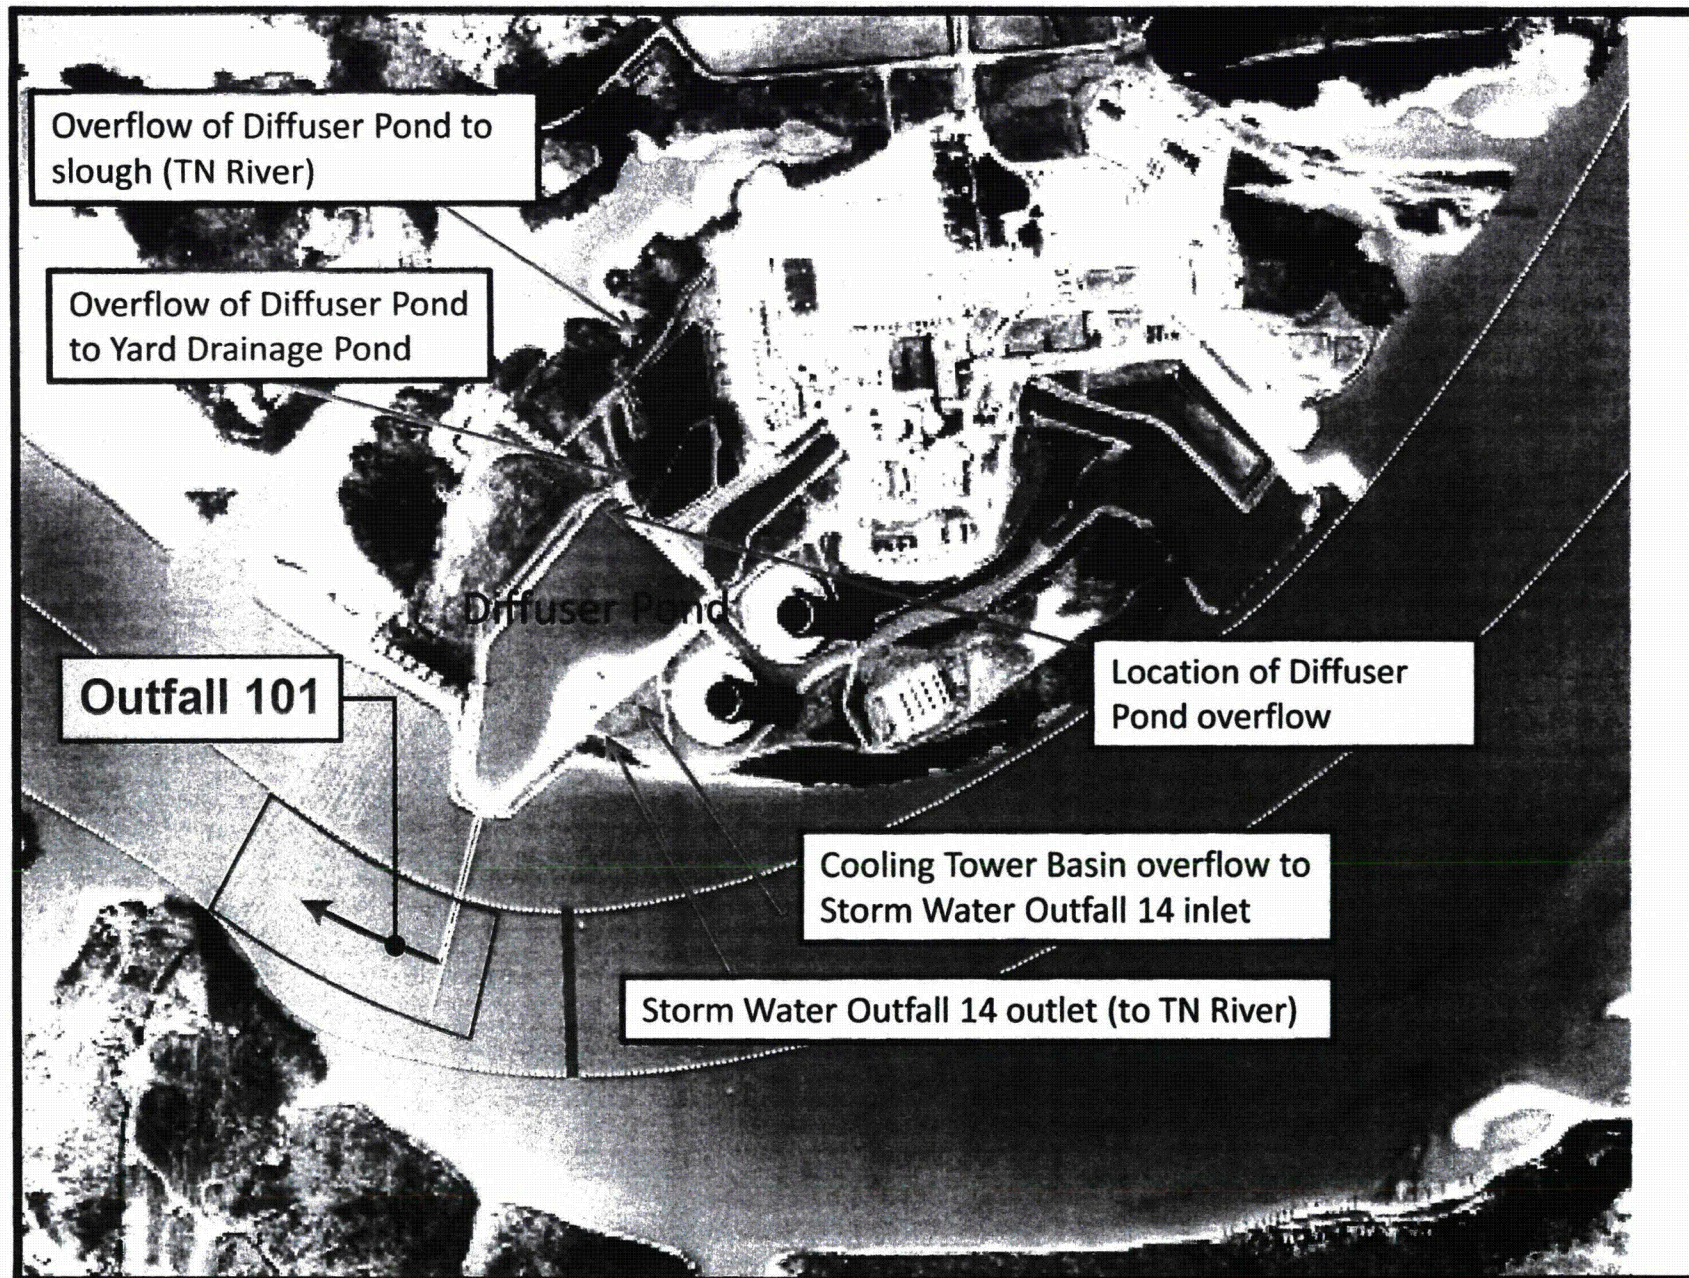 Overflow of Diffuser Pond to
slough (TN River)
Overflow of Diffuser Pond
to Yard Drainage Pond
Diffuser Pond
Outfall 101
Location of Diffuser
Pond overflow
Cooling Tower Basin overflow to
Storm Water Outfall 14 inlet
Storm Water Outfall 14 outlet (to TN River)